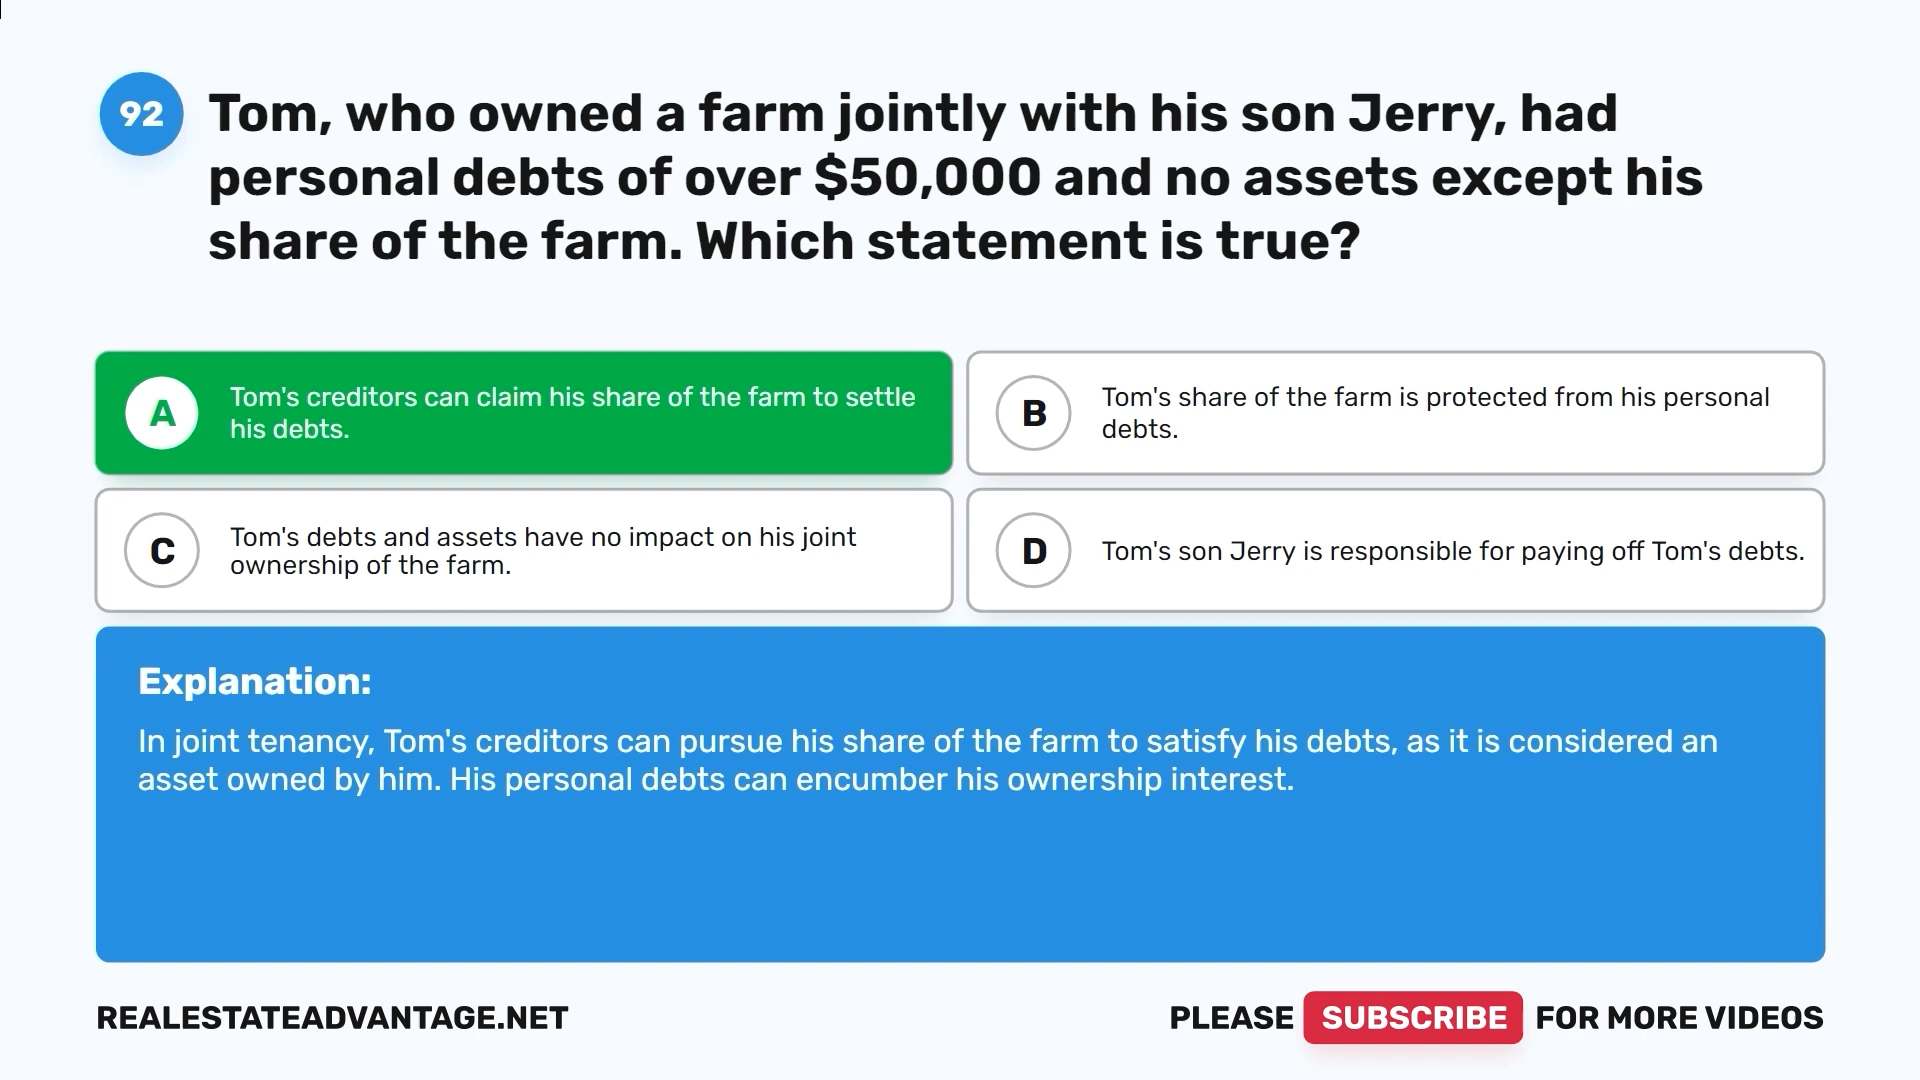 92
Tom, who owned a farm jointly with his son Jerry, had
personal debts of over $50,000 and no assets except his
share of the farm. Which statement is true?
A
Tom's creditors can claim his share of the farm to settle
his debts.
B
Tom's share of the farm is protected from his personal
debts.
C
Tom's debts and assets have no impact on his joint
ownership of the farm.
D
Tom's son Jerry is responsible for paying off Tom's debts.
Explanation:
In joint tenancy, Tom's creditors can pursue his share of the farm to satisfy his debts, as it is considered an
asset owned by him. His personal debts can encumber his ownership interest.
REALESTATEADVANTAGE.NET
PLEASE SUBSCRIBE FOR MORE VIDEOS